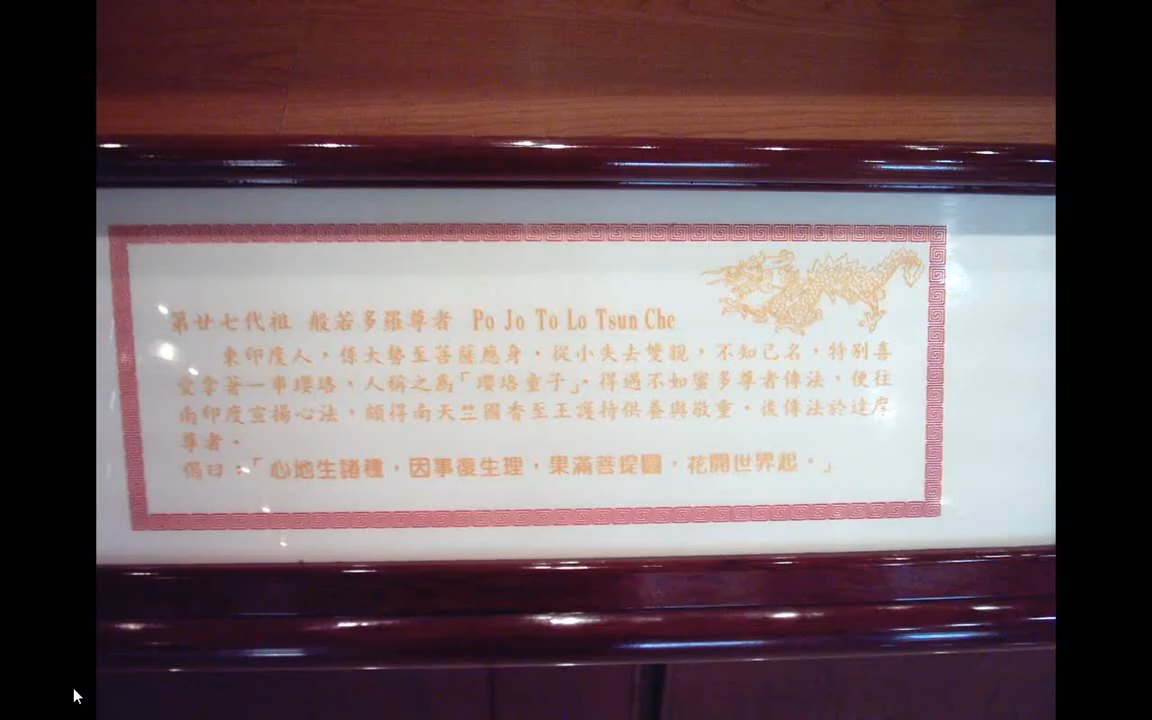 第廿七代祖 般若多羅尊者 Po Jo To Lo Tsun Che
東印度人，係大勢至菩薩應身。從小失去雙親，不知己名，特別喜
愛拿著一串瓔珞，人稱之為「瓔珞童子」。得遇不如蜜多尊者傳法，便往
南印度宣揚心法，頗得南天竺國香至王護持供養與敬重。後傳法於達摩
尊者。
偈曰：「心地生諸種，因事復生理，果滿菩提圓，花開世界起。」